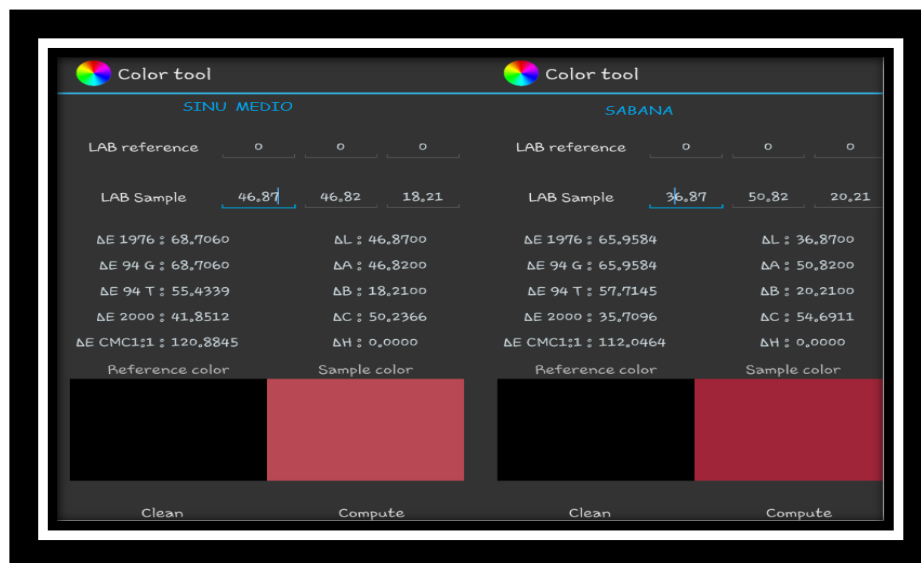 Color tool
SINU MEDIO
LAB reference 0 0 0
LAB Sample 46.87 46.82 18.21
ΔE 1976 : 68.7060 ΔL : 46.8700
ΔE 94 G : 68.7060 ΔA : 46.8200
ΔE 94 T : 55.4339 ΔB : 18.2100
ΔE 2000 : 41.8512 ΔC : 50.2366
ΔE CMC1:1 : 120.8845 ΔH : 0.0000
Reference color Sample color
Clean Compute
Color tool
SABANA
LAB reference 0 0 0
LAB Sample 36.87 50.82 20.21
ΔE 1976 : 65.9584 ΔL : 36.8700
ΔE 94 G : 65.9584 ΔA : 50.8200
ΔE 94 T : 57.7145 ΔB : 20.2100
ΔE 2000 : 35.7096 ΔC : 54.6911
ΔE CMC1:1 : 112.0464 ΔH : 0.0000
Reference color Sample color
Clean Compute